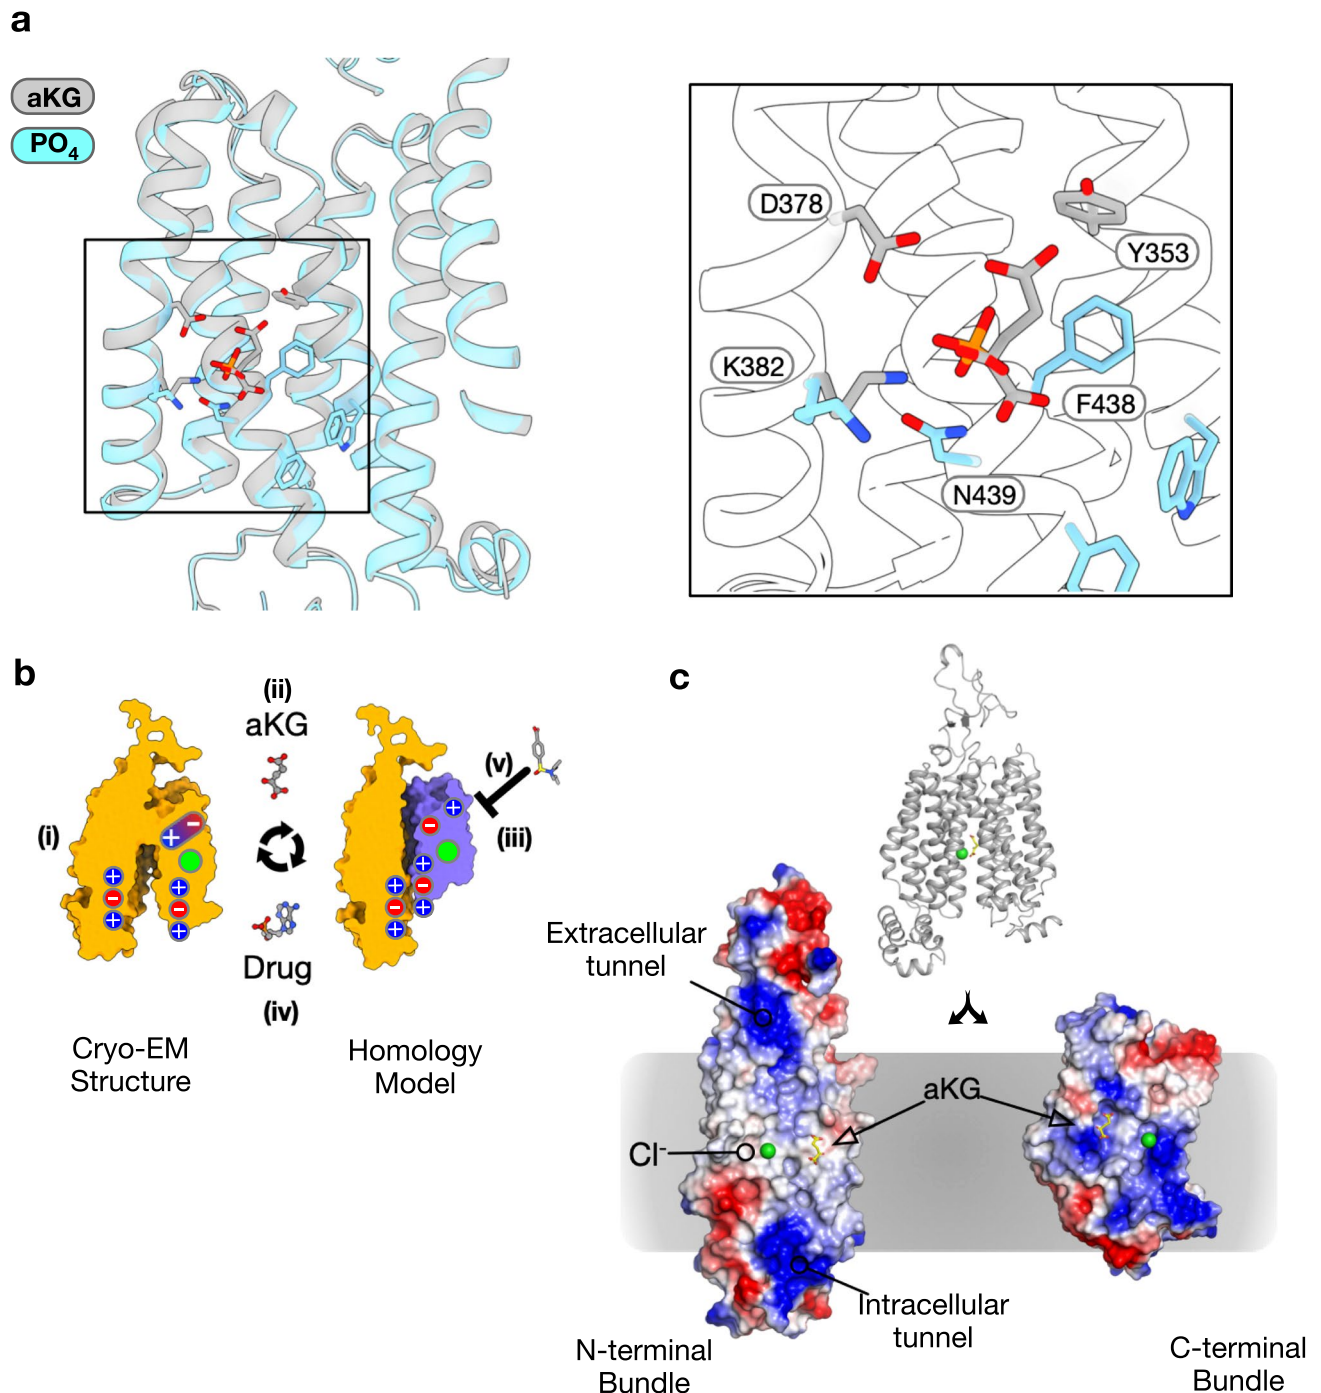 a
aKG
PO4
D378
Y353
K382
F438
N439
b
(ii)
aKG
(i)
(v)
(iii)
+
-
+
-
+
+
-
+
+
-
+
-
+
+
-
+
Drug
(iv)
Cryo-EM
Structure
Homology
Model
c
Extracellular
tunnel
aKG
Cl-
Intracellular
tunnel
N-terminal
Bundle
C-terminal
Bundle